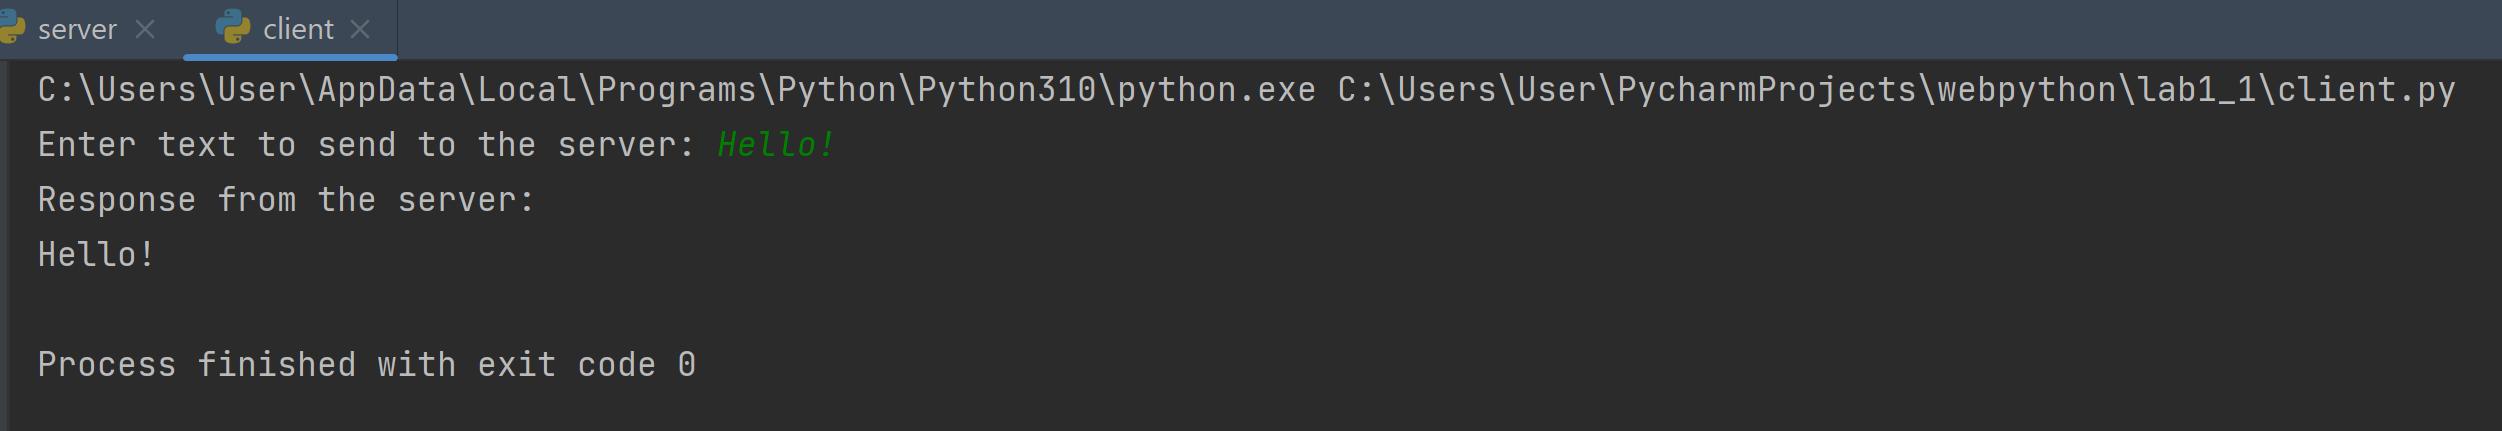 server client
C:\Users\User\AppData\Local\Programs\Python\Python310\python.exe C:\Users\User\PycharmProjects\webpython\lab1_1\client.py
Enter text to send to the server: Hello!
Response from the server:
Hello!
Process finished with exit code 0